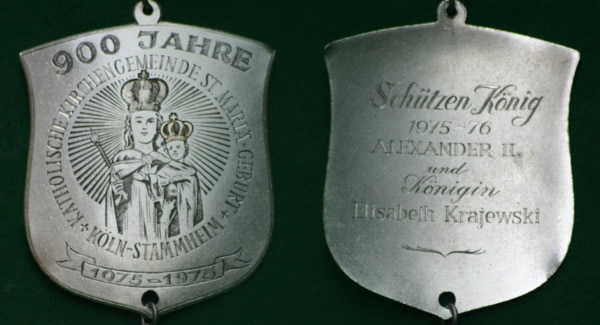 900 JAHRE
KATHOLISCHE KIRCHENGEMEINDE ST. MARIA-GEBURT
KÖLN-STAMMHEIM
1075-1975
Schützen König
1975-76
ALEXANDER II.
und
Königin
Elisabeth Krajewski